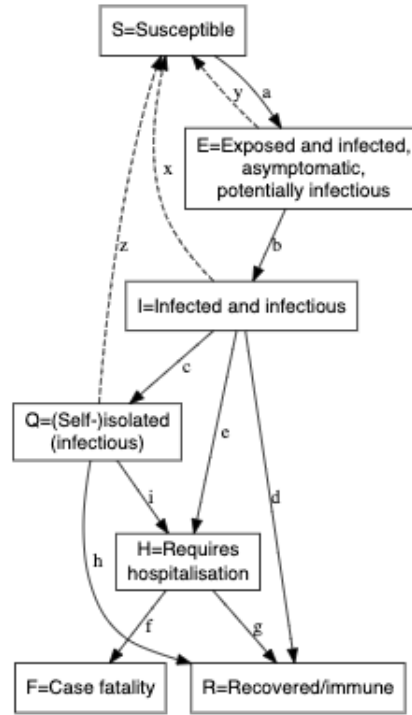 S=Susceptible
y
a
E=Exposed and infected,
asymptomatic,
potentially infectious
x
z
b
I=Infected and infectious
c
Q=(Self-)isolated
(infectious)
e
i
d
H=Requires
hospitalisation
h
f
g
F=Case fatality
R=Recovered/immune